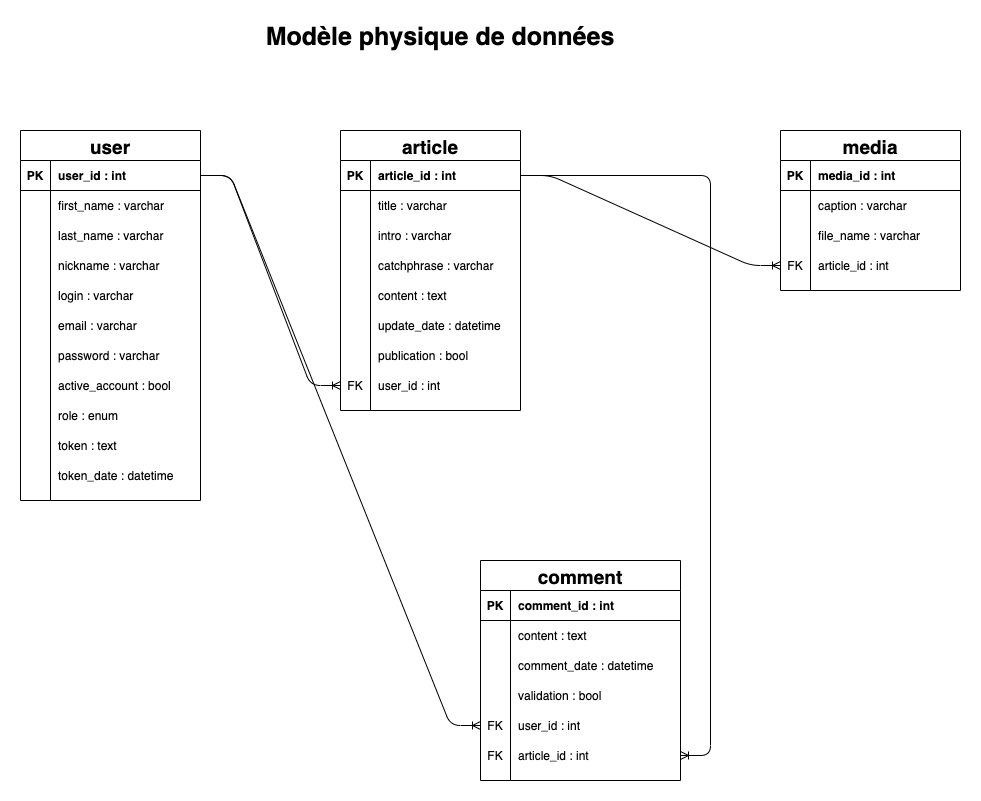 Modèle physique de données
user
PK user_id : int
first_name : varchar
last_name : varchar
nickname : varchar
login : varchar
email : varchar
password : varchar
active_account : bool
role : enum
token : text
token_date : datetime
article
PK article_id : int
title : varchar
intro : varchar
catchphrase : varchar
content : text
update_date : datetime
publication : bool
FK user_id : int
media
PK media_id : int
caption : varchar
file_name : varchar
FK article_id : int
comment
PK comment_id : int
content : text
comment_date : datetime
validation : bool
FK user_id : int
FK article_id : int